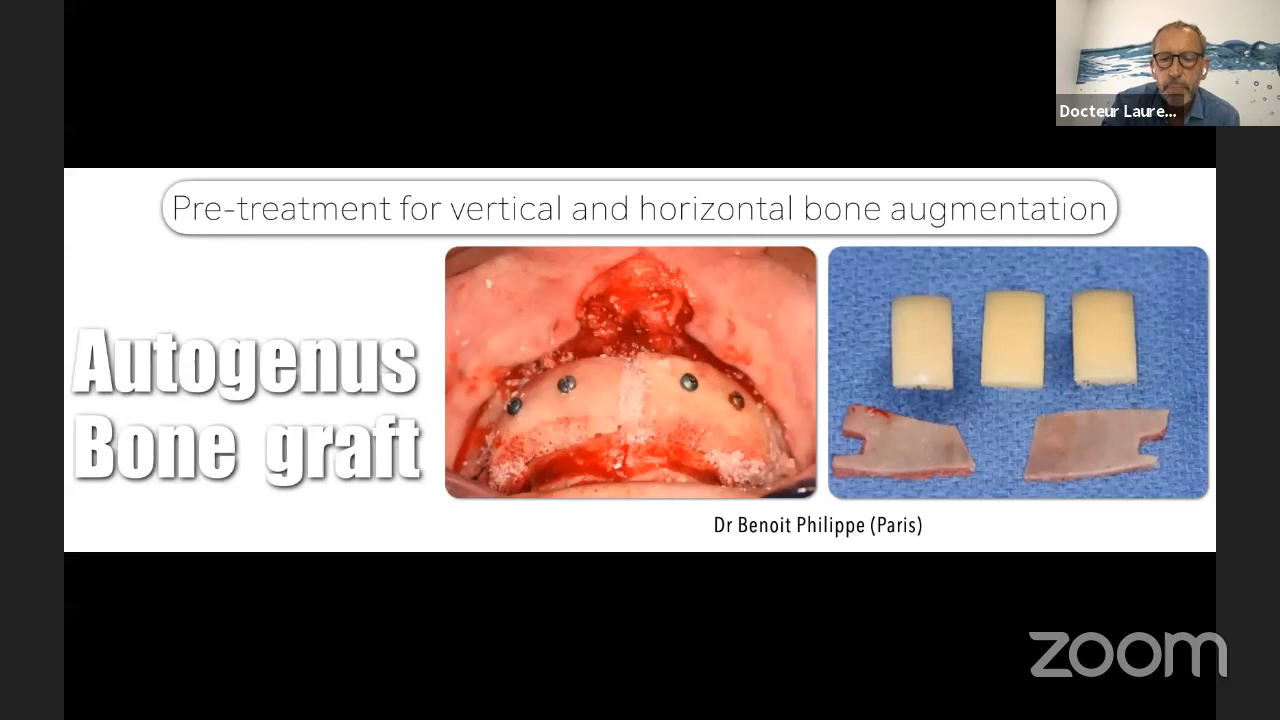 Docteur Laure...
Pre-treatment for vertical and horizontal bone augmentation
Autogenus
Bone graft
Dr Benoit Philippe (Paris)
zoom